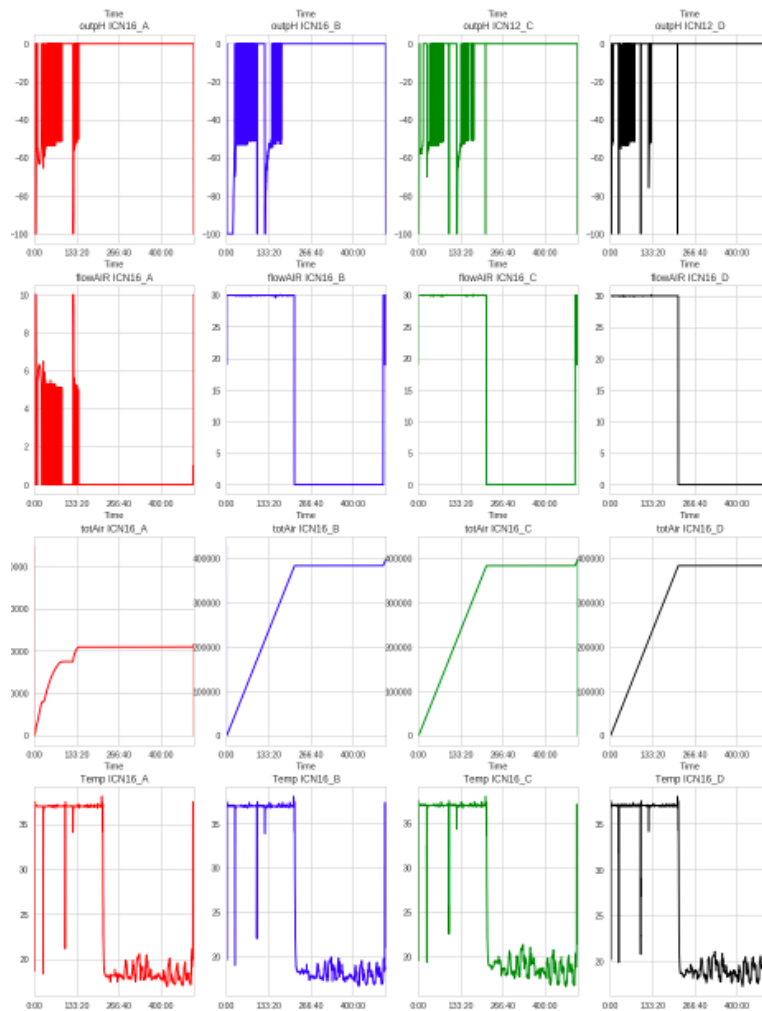 Time Time Time Time
outpH ICN16_A outpH ICN16_B outpH ICN12_C outpH ICN12_D
0 0 0 0
−20 −20 −20 −20
−40 −40 −40 −40
−60 −60 −60 −60
−80 −80 −80 −80
−100 −100 −100 −100
0:00 133:20 266:40 400:00 0:00 133:20 266:40 400:00 0:00 133:20 266:40 400:00 0:00 133:20 266:40 400:00
Time Time Time Time
flowAIR ICN16_A flowAIR ICN16_B flowAIR ICN16_C flowAIR ICN16_D
10 30 30 30
8 25 25 25
6 20 20 20
4 15 15 15
2 10 10 10
0 5 5 5
0 0 0
0:00 133:20 266:40 400:00 0:00 133:20 266:40 400:00 0:00 133:20 266:40 400:00 0:00 133:20 266:40 400:00
Time Time Time Time
totAir ICN16_A totAir ICN16_B totAir ICN16_C totAir ICN16_D
400000 400000 400000
300000 300000 300000
200000 200000 200000
100000 100000 100000
0 0 0 0
0:00 133:20 266:40 400:00 0:00 133:20 266:40 400:00 0:00 133:20 266:40 400:00 0:00 133:20 266:40 400:00
Time Time Time Time
Temp ICN16_A Temp ICN16_B Temp ICN16_C Temp ICN16_D
35 35 35 35
30 30 30 30
25 25 25 25
20 20 20 20
0:00 133:20 266:40 400:00 0:00 133:20 266:40 400:00 0:00 133:20 266:40 400:00 0:00 133:20 266:40 400:00